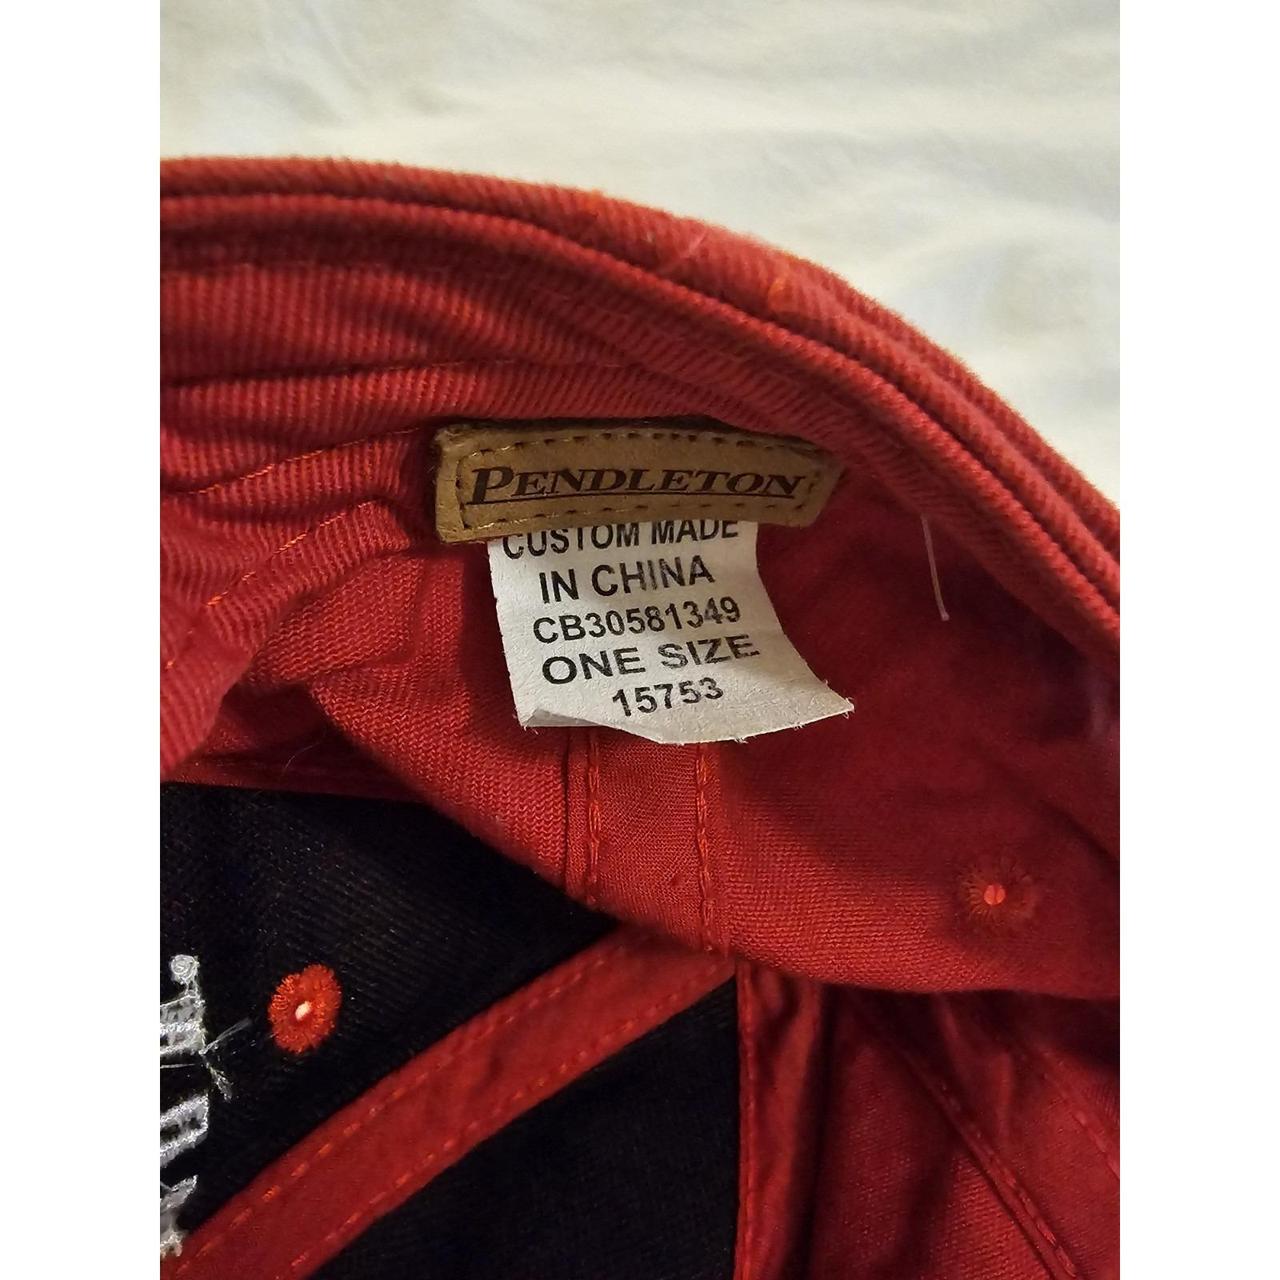 PENDLETON
CUSTOM MADE
IN CHINA
CB30581349
ONE SIZE
15753